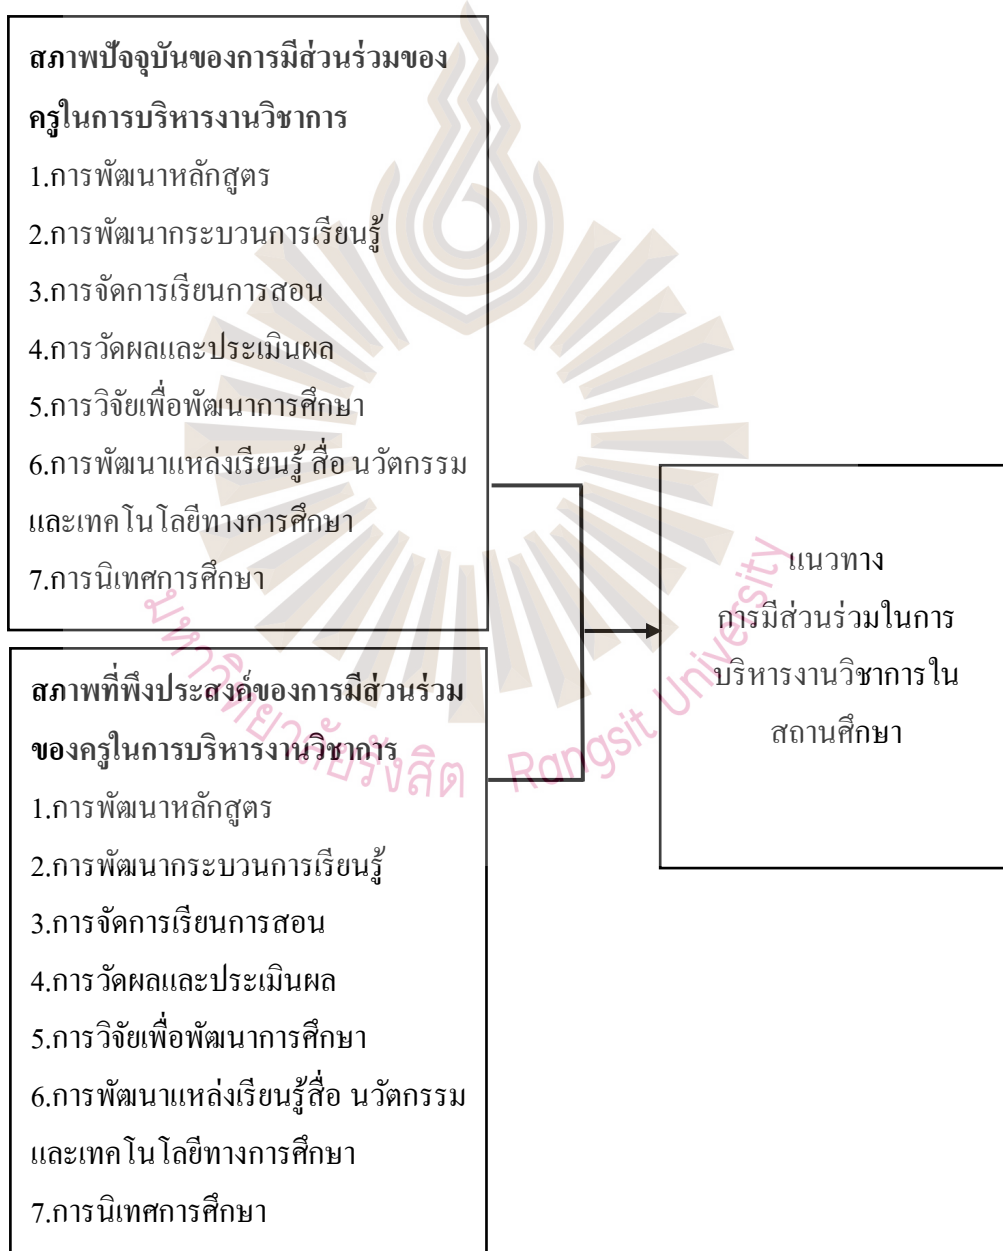 สภาพปัจจุบันของการมีส่วนร่วมของ
ครูในการบริหารงานวิชาการ
1.การพัฒนาหลักสูตร
2.การพัฒนากระบวนการเรียนรู้
3.การจัดการเรียนการสอน
4.การวัดผลและประเมินผล
5.การวิจัยเพื่อพัฒนาการศึกษา
6.การพัฒนาแหล่งเรียนรู้ สื่อ นวัตกรรม
และเทคโนโลยีทางการศึกษา
7.การนิเทศการศึกษา
สภาพที่พึงประสงค์ของการมีส่วนร่วม
ของครูในการบริหารงานวิชาการ
1.การพัฒนาหลักสูตร
2.การพัฒนากระบวนการเรียนรู้
3.การจัดการเรียนการสอน
4.การวัดผลและประเมินผล
5.การวิจัยเพื่อพัฒนาการศึกษา
6.การพัฒนาแหล่งเรียนรู้สื่อ นวัตกรรม
และเทคโนโลยีทางการศึกษา
7.การนิเทศการศึกษา
แนวทาง
การมีส่วนร่วมในการ
บริหารงานวิชาการใน
สถานศึกษา
มหาวิทยาลัยรังสิต Rangsit University